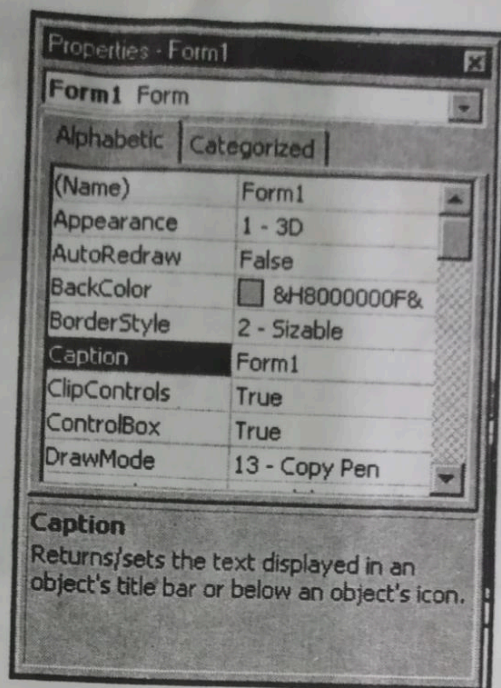 Properties - Form1
Form1 Form
Alphabetic Categorized
(Name) Form1
Appearance 1 - 3D
AutoRedraw False
BackColor &H8000000F&
BorderStyle 2 - Sizable
Caption Form1
ClipControls True
ControlBox True
DrawMode 13 - Copy Pen
Caption
Returns/sets the text displayed in an
object's title bar or below an object's icon.